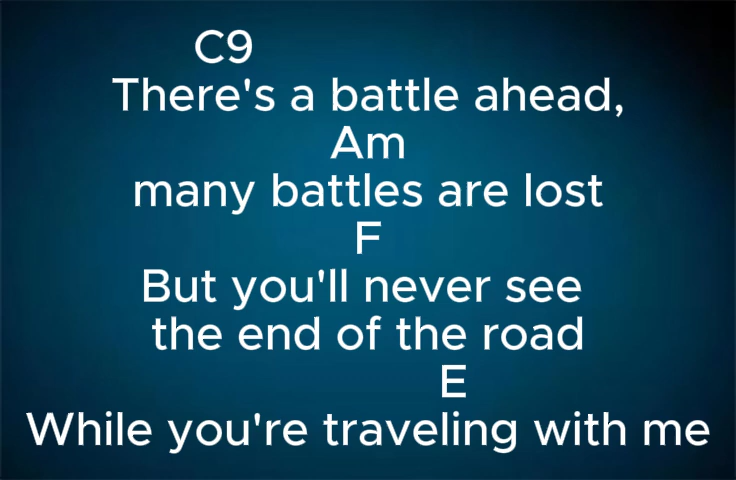 C9
There's a battle ahead,
Am
many battles are lost
F
But you'll never see
the end of the road
E
While you're traveling with me